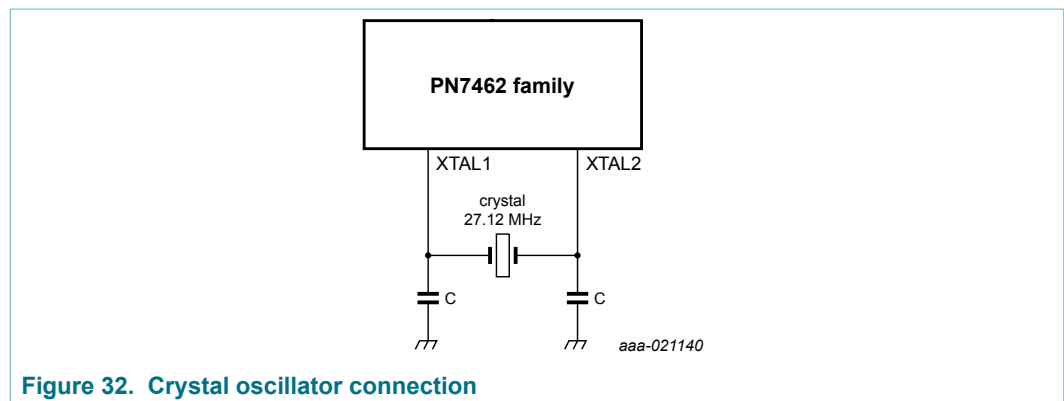 PN7462 family
XTAL1
XTAL2
crystal
27.12 MHz
C
C
aaa-021140
Figure 32. Crystal oscillator connection